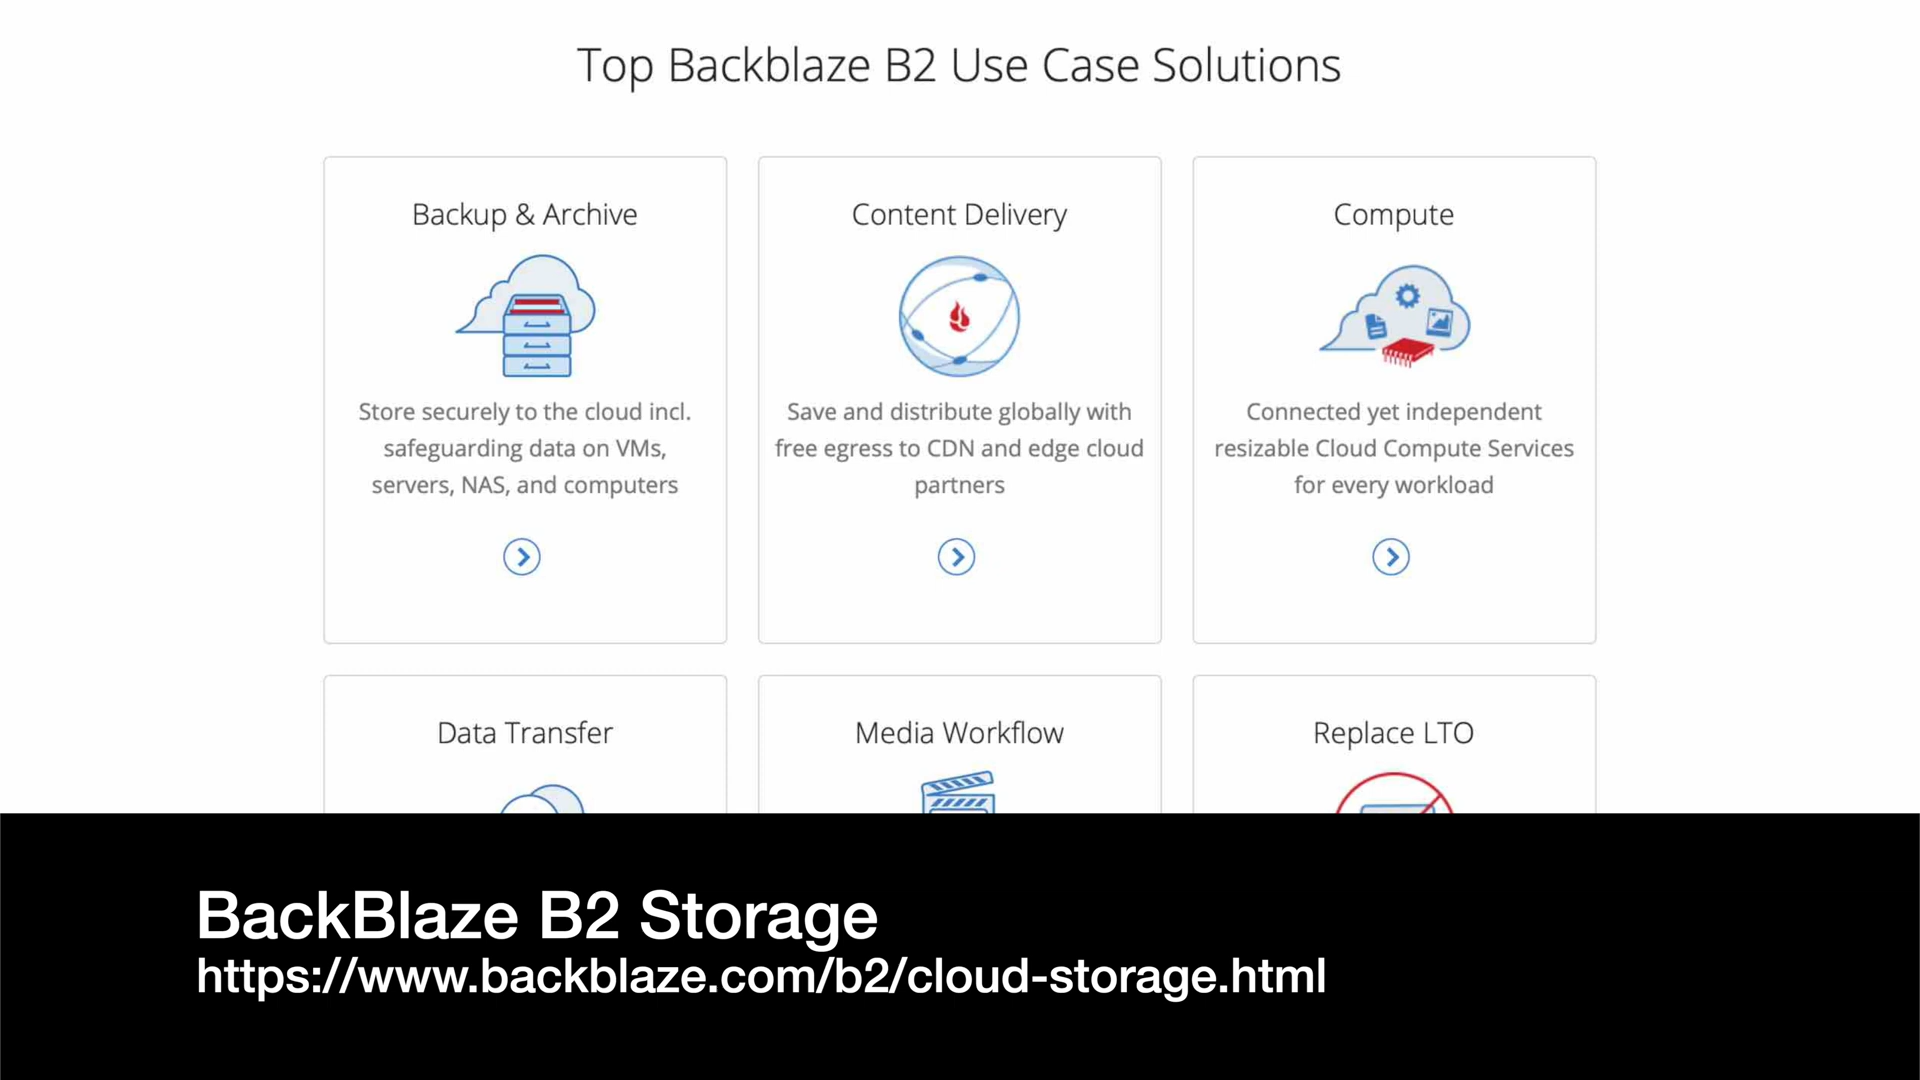 Top Backblaze B2 Use Case Solutions
Backup & Archive
Store securely to the cloud incl.
safeguarding data on VMs,
servers, NAS, and computers
Content Delivery
Save and distribute globally with
free egress to CDN and edge cloud
partners
Compute
Connected yet independent
resizable Cloud Compute Services
for every workload
Data Transfer
Media Workflow
Replace LTO
BackBlaze B2 Storage
https://www.backblaze.com/b2/cloud-storage.html